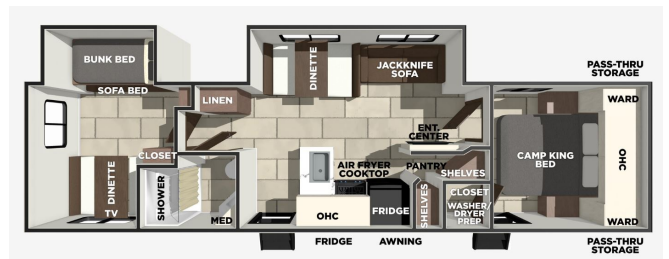 BUNK BED
SOFA BED
DINETTE
JACKKNIFE
SOFA
PASS-THRU
STORAGE
LINEN
WARD
ENT.
CENTER
CLOSET
AIR FRYER
COOKTOP
PANTRY
SHELVES
CAMP KING
BED
OHC
DINETTE
TV
SHOWER
MED
OHC
FRIDGE
SHELVES
CLOSET
WASHER/
DRYER
PREP
WARD
FRIDGE
AWNING
PASS-THRU
STORAGE